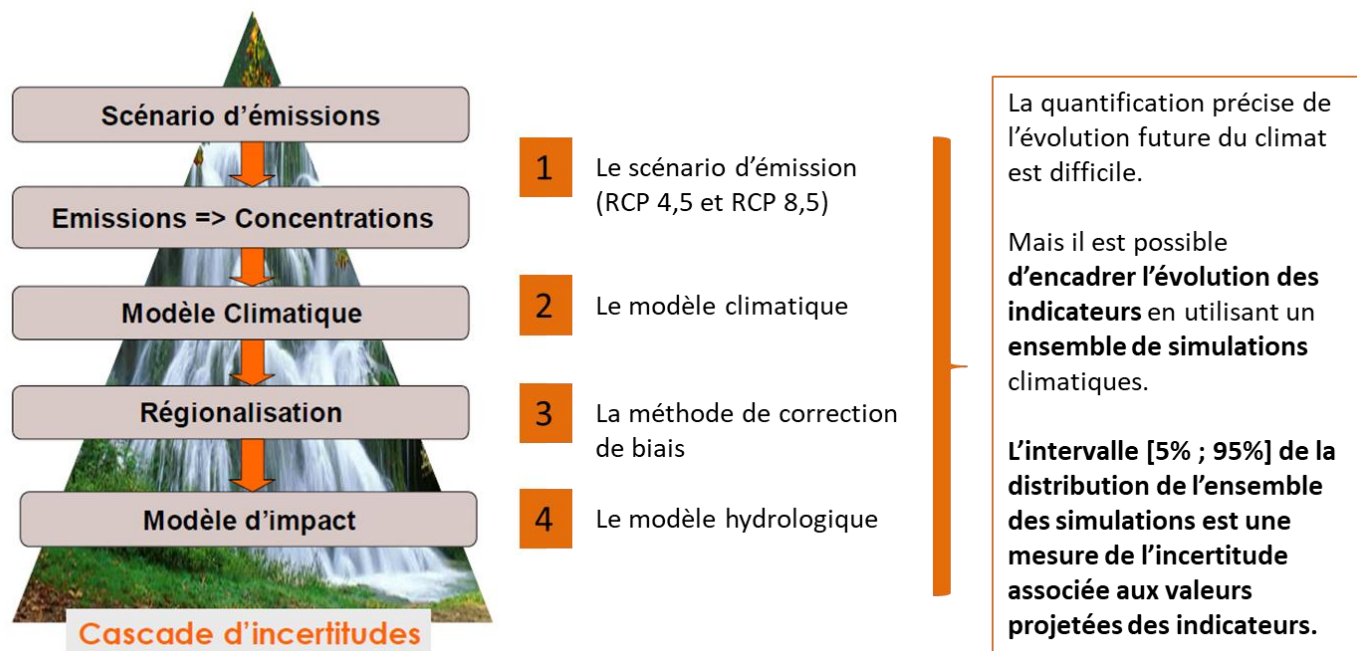 Scénario d'émissions
Emissions => Concentrations
Modèle Climatique
Régionalisation
Modèle d'impact
Cascade d'incertitudes
1
Le scénario d'émission
(RCP 4,5 et RCP 8,5)
2
Le modèle climatique
3
La méthode de correction
de biais
4
Le modèle hydrologique
La quantification précise de
l'évolution future du climat
est difficile.
Mais il est possible
d'encadrer l'évolution des
indicateurs en utilisant un
ensemble de simulations
climatiques.
L'intervalle [5% ; 95%] de la
distribution de l'ensemble
des simulations est une
mesure de l'incertitude
associée aux valeurs
projetées des indicateurs.